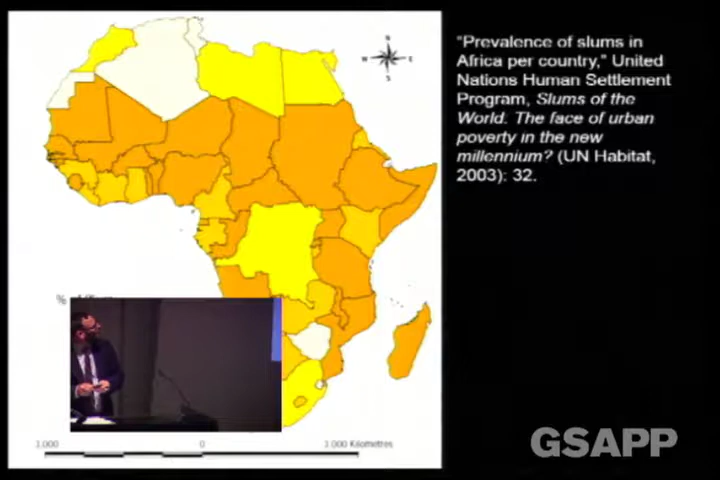 "Prevalence of slums in
Africa per country," United
Nations Human Settlement
Program, Slums of the
World. The face of urban
poverty in the new
millennium? (UN Habitat,
2003): 32.
N
W
E
S
%
1.000
0
1.000 Kilometres
GSAPP